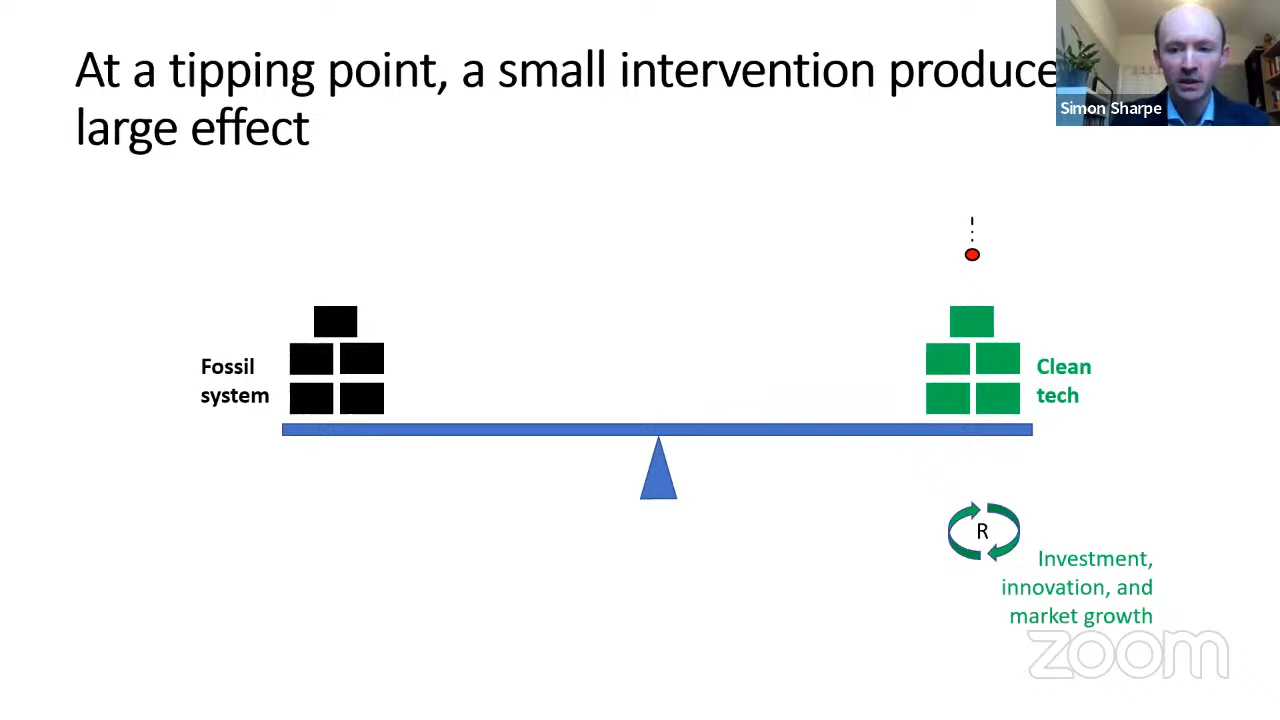 At a tipping point, a small intervention produce
large effect
Simon Sharpe
Fossil
system
Clean
tech
R
Investment,
innovation, and
market growth
zoom